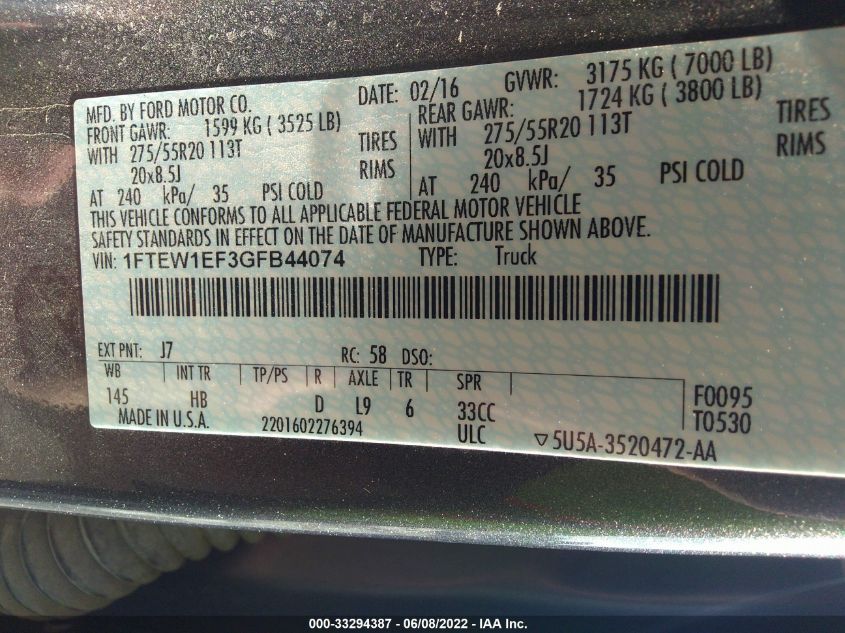 MFD. BY FORD MOTOR CO.
DATE: 02/16 GVWR: 3175 KG ( 7000 LB)
FRONT GAWR: 1599 KG ( 3525 LB)
WITH 275/55R20 113T TIRES
20x8.5J RIMS
AT 240 kPa/ 35 PSI COLD
REAR GAWR: 1724 KG ( 3800 LB)
WITH 275/55R20 113T TIRES
20x8.5J RIMS
AT 240 kPa/ 35 PSI COLD
THIS VEHICLE CONFORMS TO ALL APPLICABLE FEDERAL MOTOR VEHICLE
SAFETY STANDARDS IN EFFECT ON THE DATE OF MANUFACTURE SHOWN ABOVE.
VIN: 1FTEW1EF3GFB44074 TYPE: Truck
EXT PNT: J7 RC: 58 DSO:
WB INT TR TP/PS R AXLE TR SPR
145 HB D L9 6 33CC F0095
MADE IN U.S.A. 2201602276394 ULC T0530
▽5U5A-3520472-AA
000-33294387 - 06/08/2022 - IAA Inc.